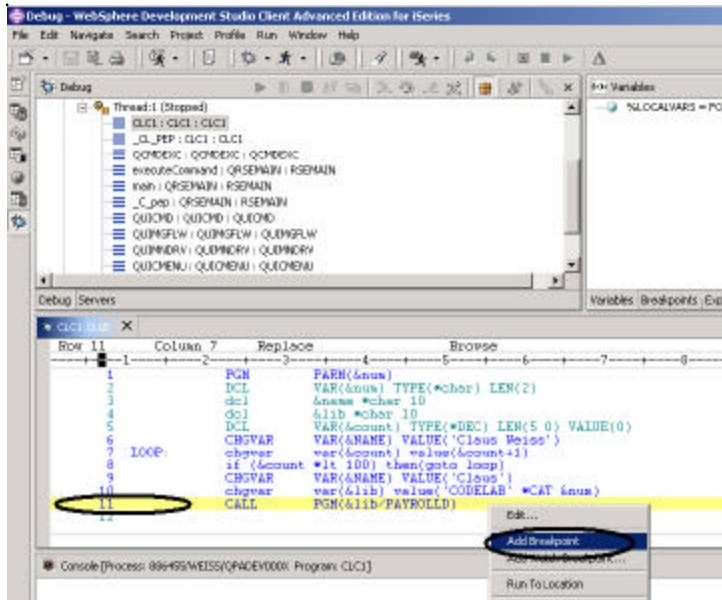 Debug - WebSphere Development Studio Client Advanced Edition for iSeries
File Edit Navigate Search Project Profile Run Window Help
Debug
Variables
Thread:1 (Stopped)
CLC1 : CLC1 : CLC1
_CL_PEP : CLC1 : CLC1
QCMDEXC : QCMDEXC : QCMDEXC
executeCommand : QRSEMAIN : RSEMAIN
main : QRSEMAIN : RSEMAIN
_C_pep : QRSEMAIN : RSEMAIN
QUICMD : QUICMD : QUICMD
QUIMGFLW : QUIMGFLW : QUIMGFLW
QUIMNDRV : QUIMNDRV : QUIMNDRV
QUICMENU : QUICMENU : QUICMENU
%LOCALVARS = PO
Debug Servers
Variables Breakpoints Exp
Row 11 Column 7 Replace Browse
1 PGM PARM(&num)
2 DCL VAR(&num) TYPE(*char) LEN(2)
3 dcl &name *char 10
4 dcl &lib *char 10
5 DCL VAR(&count) TYPE(*DEC) LEN(5 0) VALUE(0)
6 CHGVAR VAR(&NAME) VALUE('Claus Weiss')
7 LOOP: chgvar var(&count) value(&count+1)
8 if (&count *lt 100) then(goto loop)
9 CHGVAR VAR(&NAME) VALUE('Claus')
10 chgvar var(&lib) value('CODELAB' *CAT &num)
11 CALL PGM(&lib/PAYROLLD)
12
Edit...
Add Breakpoint
Add Watch Breakpoint...
Run To Location
Console [Process: 886455/WEISS/QPADEV000X Program: CLC1]